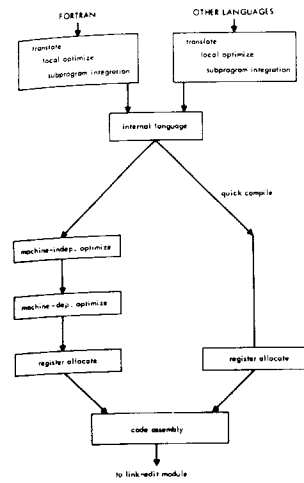 FORTRAN
OTHER LANGUAGES
translate
local optimize
subprogram integration
translate
local optimize
subprogram integration
internal language
quick compile
machine-indep. optimize
machine-dep. optimize
register allocate
register allocate
code assembly
to link-edit module